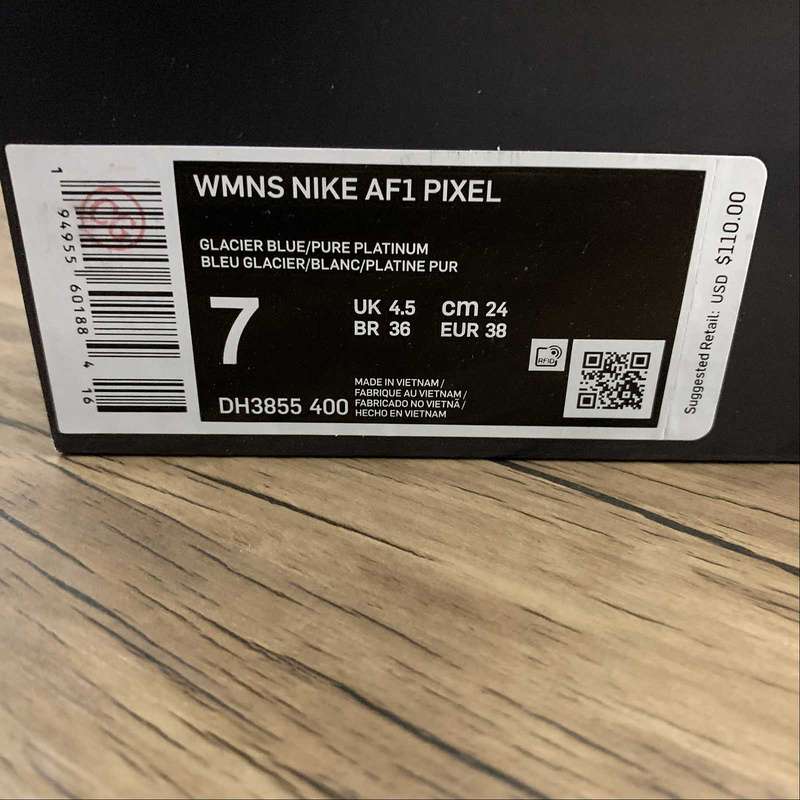 WMNS NIKE AF1 PIXEL
GLACIER BLUE/PURE PLATINUM
BLEU GLACIER/BLANC/PLATINE PUR
7
UK 4.5 cm 24
BR 36 EUR 38
DH3855 400
MADE IN VIETNAM /
FABRIQUE AU VIETNAM /
FABRICADO NO VIETNÃ /
HECHO EN VIETNAM
RFID
1 94955 60188 4 16
Suggested Retail: USD $110.00